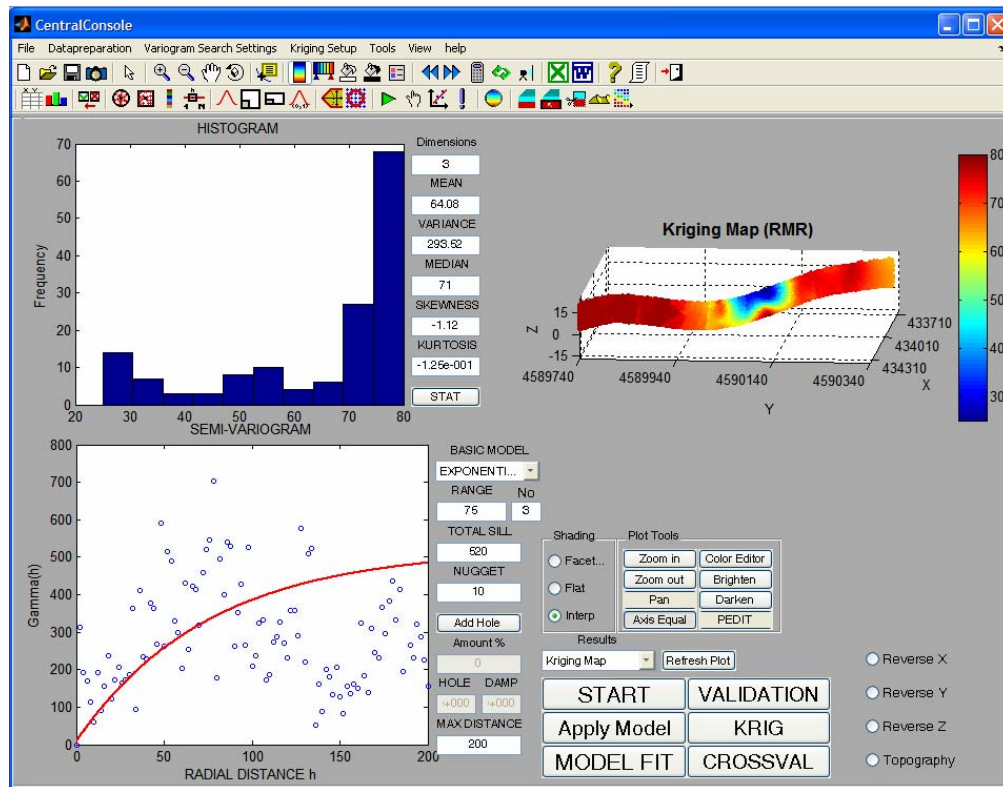 CentralConsole
File Datapreparation Variogram Search Settings Kriging Setup Tools View help
HISTOGRAM
Frequency
70
60
50
40
30
20
10
0
20 30 40 50 60 70 80
Dimensions
3
MEAN
64.08
VARIANCE
293.52
MEDIAN
71
SKEWNESS
-1.12
KURTOSIS
-1.25e-001
STAT
Kriging Map (RMR)
Z
15
0
-15
4589740 4589940 4590140 4590340
Y
433710
434010
434310
X
80
70
60
50
40
30
SEMI-VARIOGRAM
Gamma(h)
800
700
600
500
400
300
200
100
0
0 50 100 150 200
RADIAL DISTANCE h
BASIC MODEL
EXPONENTI...
RANGE No
75 3
TOTAL SILL
520
NUGGET
10
Add Hole
Amount %
0
HOLE DAMP
MAX DISTANCE
200
Shading
Facet...
Flat
Interp
Plot Tools
Zoom in Color Editor
Zoom out Brighten
Pan Darken
Axis Equal PEDIT
Results
Kriging Map Refresh Plot
START VALIDATION
Apply Model KRIG
MODEL FIT CROSSVAL
Reverse X
Reverse Y
Reverse Z
Topography